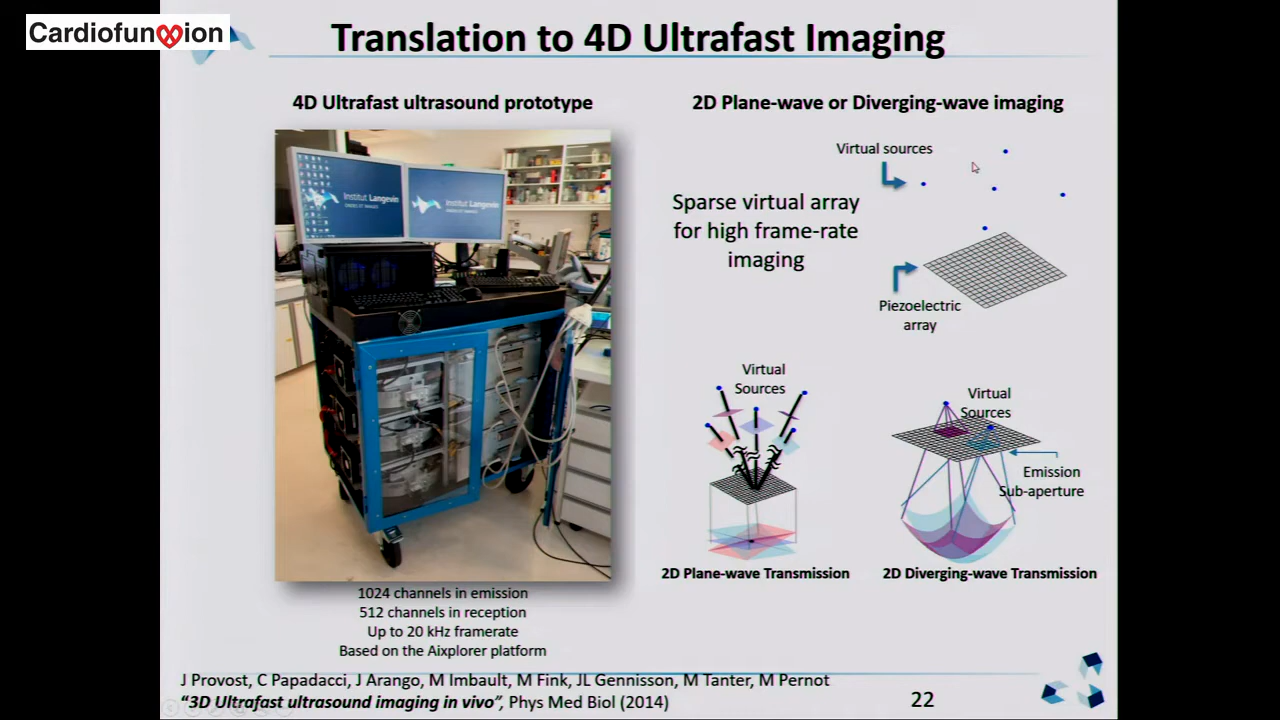 Cardiofunxion
Translation to 4D Ultrafast Imaging
4D Ultrafast ultrasound prototype
Institut Langevin
ONDES ET IMAGES
Institut Langevin
1024 channels in emission
512 channels in reception
Up to 20 kHz framerate
Based on the Aixplorer platform
2D Plane-wave or Diverging-wave imaging
Virtual sources
Sparse virtual array
for high frame-rate
imaging
Piezoelectric
array
Virtual
Sources
2D Plane-wave Transmission
Virtual
Sources
Emission
Sub-aperture
2D Diverging-wave Transmission
J Provost, C Papadacci, J Arango, M Imbault, M Fink, JL Gennisson, M Tanter, M Pernot
“3D Ultrafast ultrasound imaging in vivo”, Phys Med Biol (2014)
22